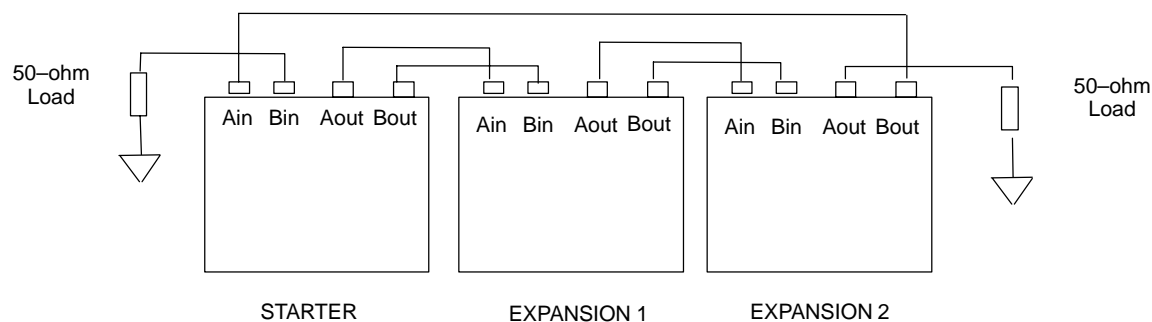 50–ohm
Load
50–ohm
Load
Ain Bin Aout Bout
Ain Bin Aout Bout
Ain Bin Aout Bout
STARTER
EXPANSION 1
EXPANSION 2